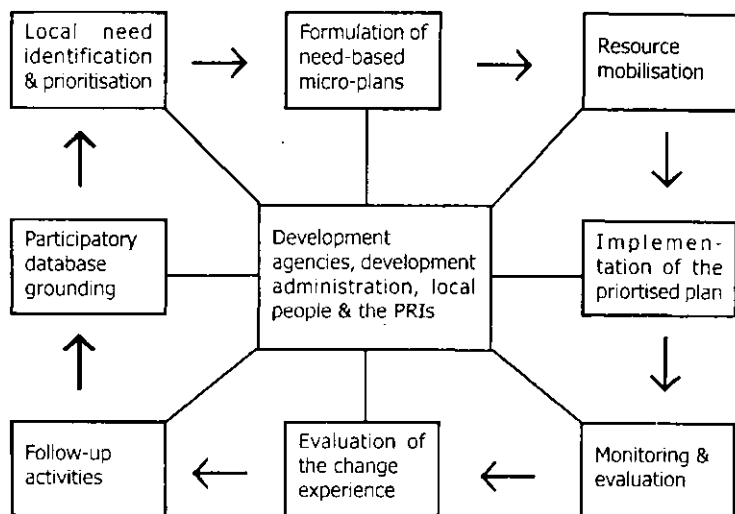 Local need
identification
& prioritisation
Formulation of
need-based
micro-plans
Resource
mobilisation
Participatory
database
grounding
Development
agencies, development
administration, local
people & the PRIs
Implemen-
tation of the
priortised plan
Follow-up
activities
Evaluation of
the change
experience
Monitoring &
evaluation